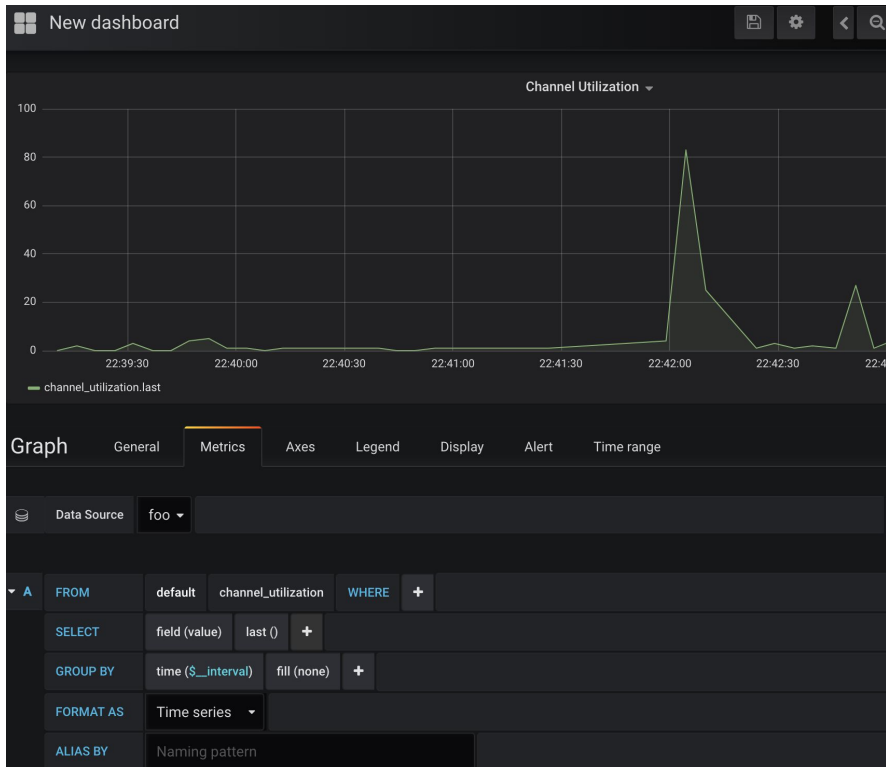 New dashboard
Channel Utilization
100
80
60
40
20
0
22:39:30 22:40:00 22:40:30 22:41:00 22:41:30 22:42:00 22:42:30 22:4
channel_utilization.last
Graph General Metrics Axes Legend Display Alert Time range
Data Source foo
A FROM default channel_utilization WHERE +
SELECT field (value) last () +
GROUP BY time ($__interval) fill (none) +
FORMAT AS Time series
ALIAS BY Naming pattern